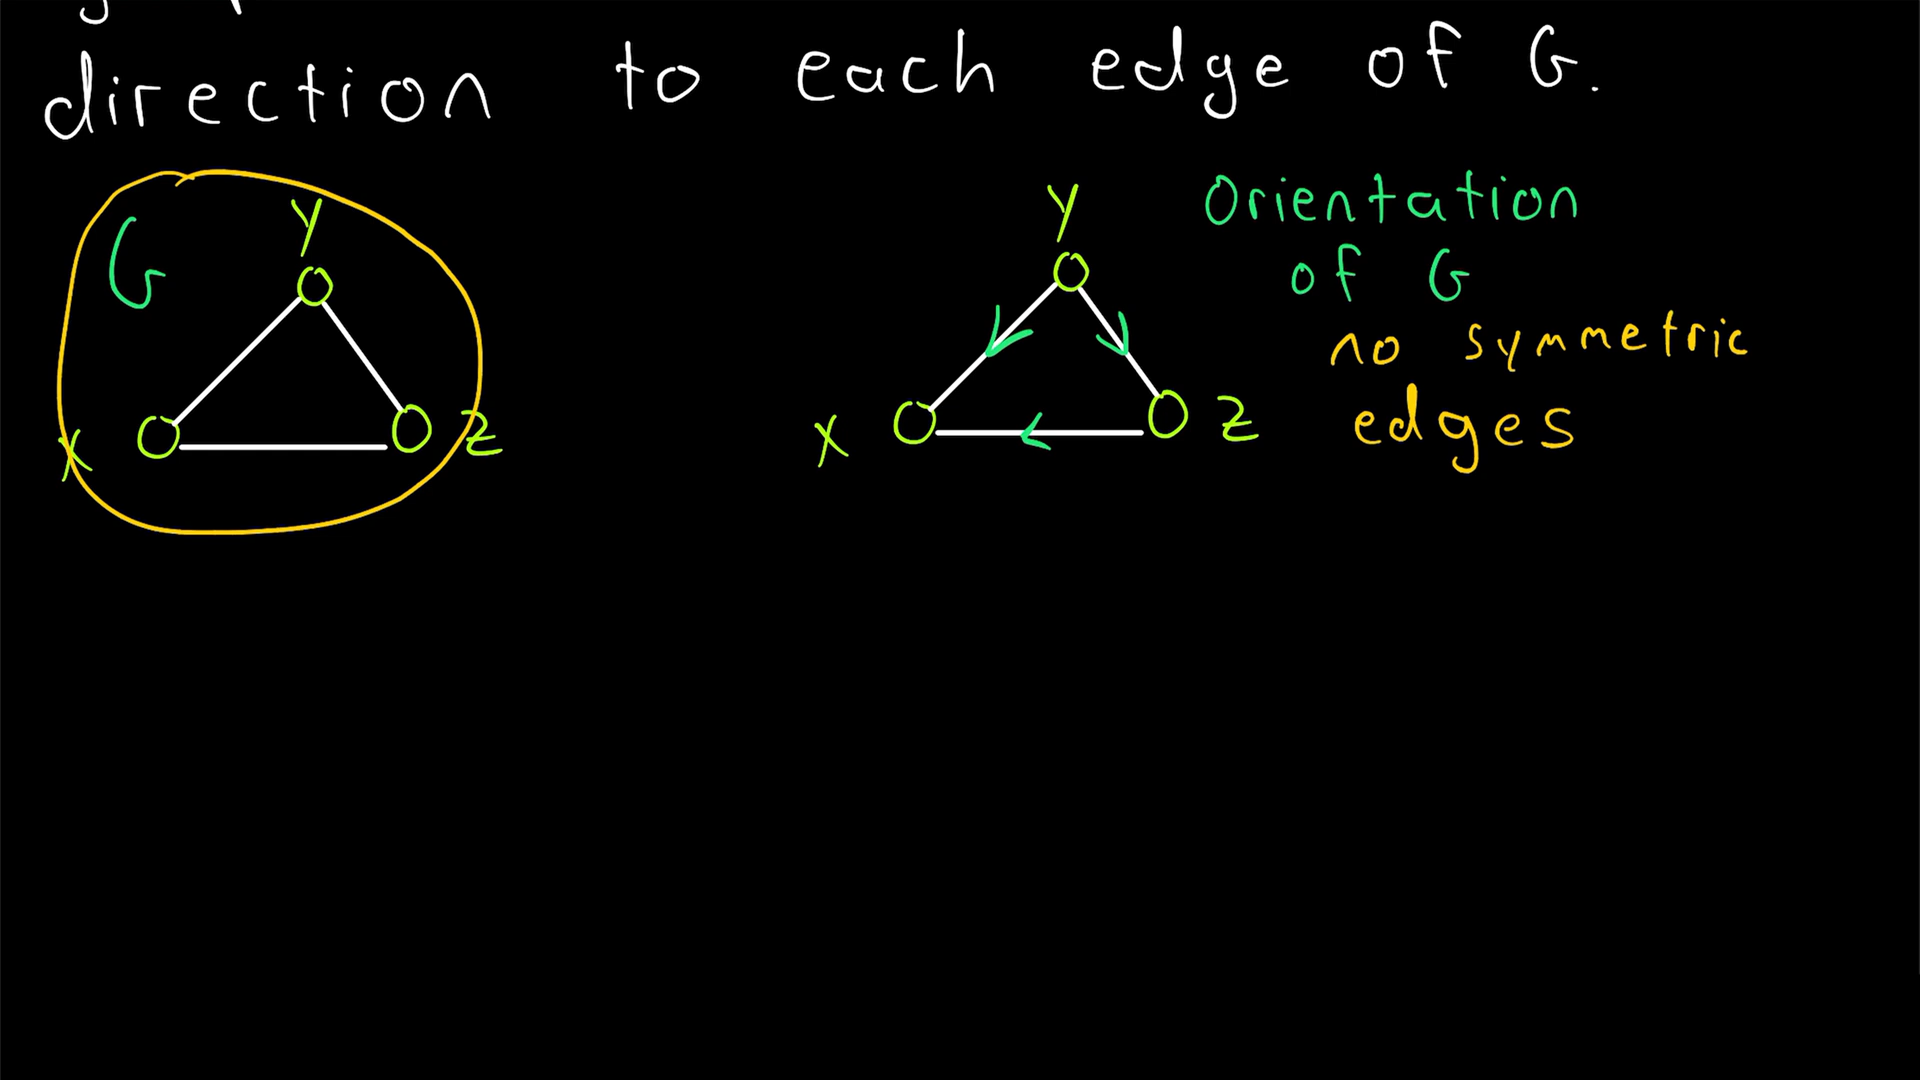 direction to each edge of G.
G
y
x
z
y
x
z
Orientation
of G
no symmetric
edges